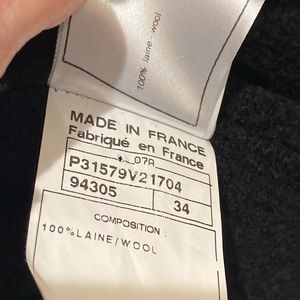 100% laine - wool
MADE IN FRANCE
Fabriqué en France
07A
P31579V21704
94305 34
COMPOSITION :
100%LAINE/WOOL